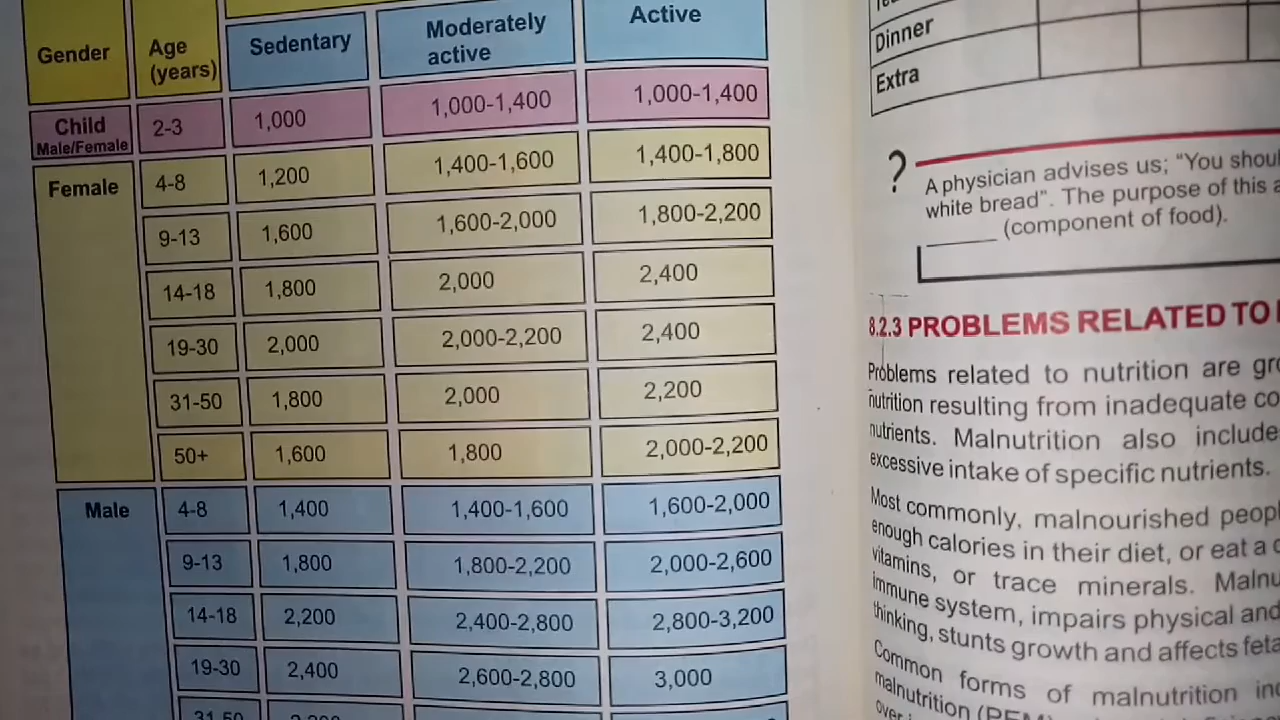 Gender Age (years) Sedentary Moderately active Active
Child Male/Female 2-3 1,000 1,000-1,400 1,000-1,400
Female 4-8 1,200 1,400-1,600 1,400-1,800
9-13 1,600 1,600-2,000 1,800-2,200
14-18 1,800 2,000 2,400
19-30 2,000 2,000-2,200 2,400
31-50 1,800 2,000 2,200
50+ 1,600 1,800 2,000-2,200
Male 4-8 1,400 1,400-1,600 1,600-2,000
9-13 1,800 1,800-2,200 2,000-2,600
14-18 2,200 2,400-2,800 2,800-3,200
19-30 2,400 2,600-2,800 3,000
31-50
Dinner
Extra
?
A physician advises us; “You shoul
white bread”. The purpose of this a
______ (component of food).
8.2.3 PROBLEMS RELATED TO
Problems related to nutrition are gr
nutrition resulting from inadequate co
nutrients. Malnutrition also include
excessive intake of specific nutrients.
Most commonly, malnourished peopl
enough calories in their diet, or eat a
vitamins, or trace minerals. Malnu
immune system, impairs physical and
thinking, stunts growth and affects feta
Common forms of malnutrition inc
malnutrition (PEM)